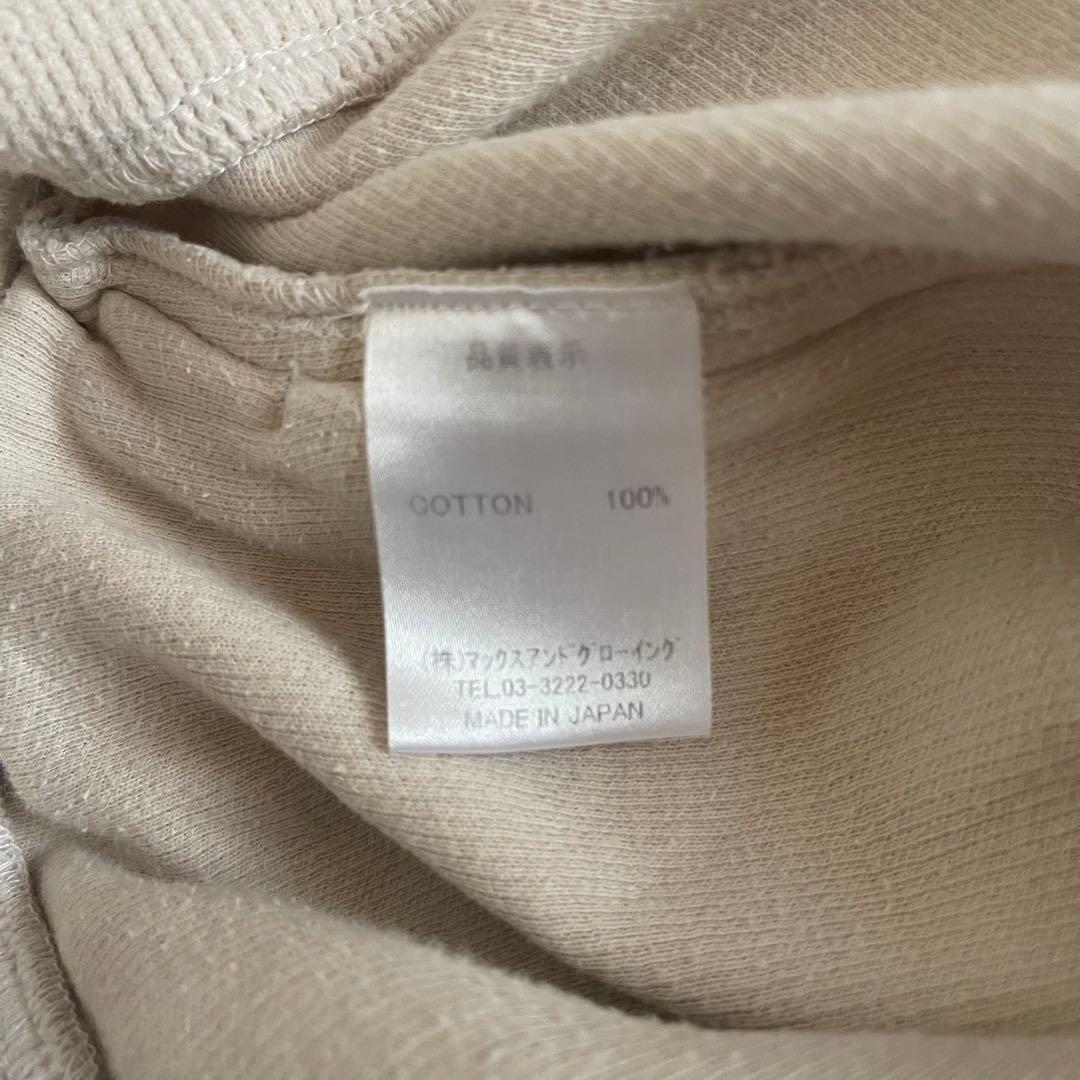 品質表示
COTTON 100%
(株)マックスアンドグローイング
TEL.03-3222-0330
MADE IN JAPAN